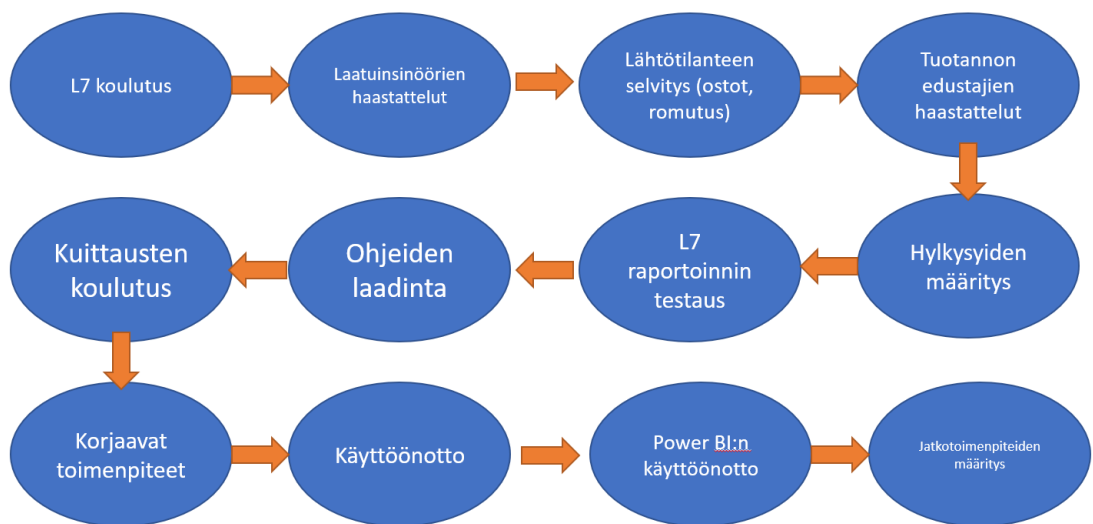 L7 koulutus
Laatuinsinöörien
haastattelut
Lähtötilanteen
selvitys (ostot,
romutus)
Tuotannon
edustajien
haastattelut
Hylkysyiden
määritys
L7
raportoinnin
testaus
Ohjeiden
laadinta
Kuittausten
koulutus
Korjaavat
toimenpiteet
Käyttöönotto
Power BI:n
käyttöönotto
Jatkotoimenpiteiden
määritys